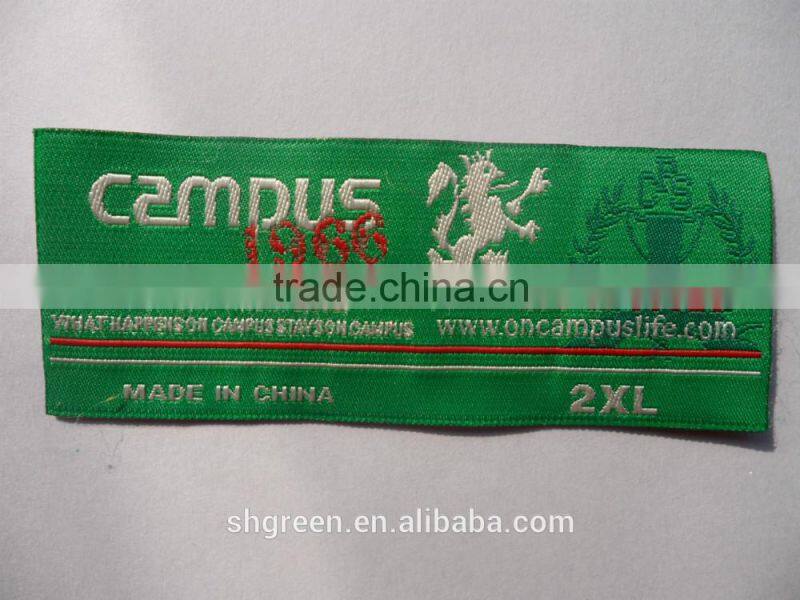 campus
1966
CPS
trade.china.cn
WHAT HAPPENS ON CAMPUS STAYS ON CAMPUS
www.oncampuslife.com
MADE IN CHINA
2XL
shgreen.en.alibaba.com